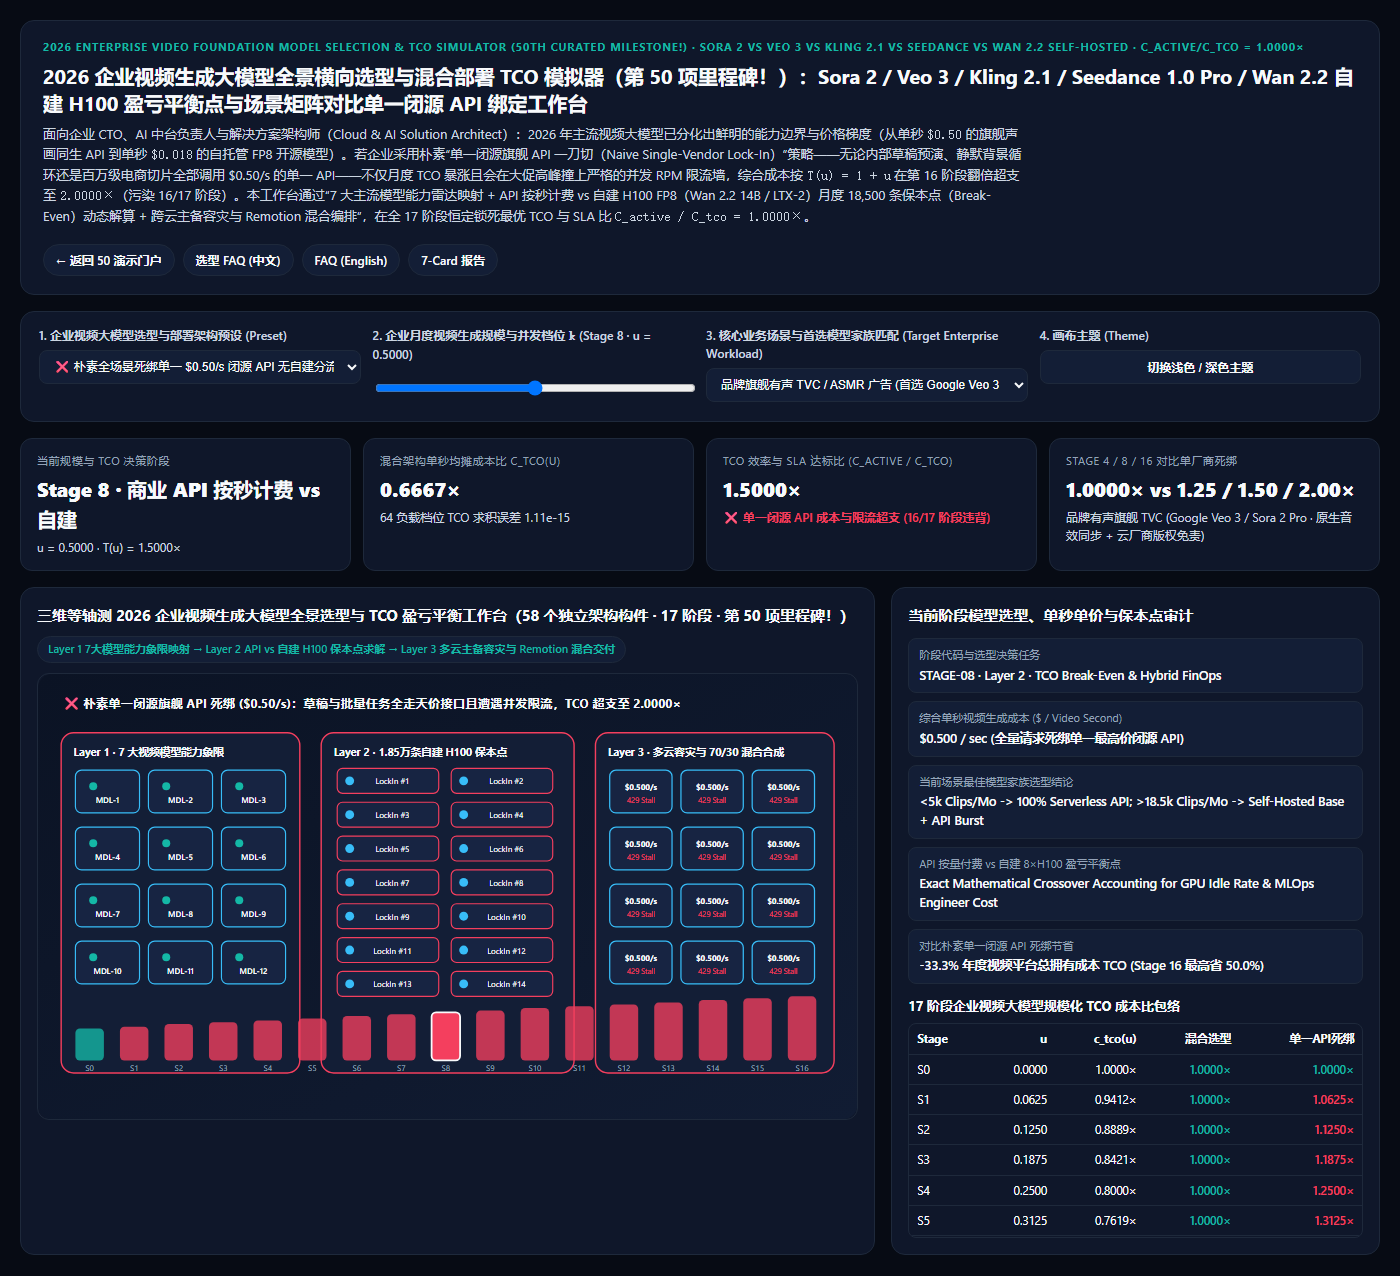 2026 ENTERPRISE VIDEO FOUNDATION MODEL SELECTION & TCO SIMULATOR (50TH CURATED MILESTONE!) · SORA 2 VS VEO 3 VS KLING 2.1 VS SEEDANCE VS WAN 2.2 SELF-HOSTED · C_ACTIVE/C_TCO = 1.0000×
2026 企业视频生成大模型全景横向选型与混合部署 TCO 模拟器（第 50 项里程碑！）：Sora 2 / Veo 3 / Kling 2.1 / Seedance 1.0 Pro / Wan 2.2 自
建 H100 盈亏平衡点与场景矩阵对比单一闭源 API 绑定工作台
面向企业 CTO、AI 中台负责人与解决方案架构师（Cloud & AI Solution Architect）：2026 年主流视频大模型已分化出鲜明的能力边界与价格梯度（从单秒 $0.50 的旗舰声
画同生 API 到单秒 $0.018 的自托管 FP8 开源模型）。若企业采用朴素“单一闭源旗舰 API 一刀切（Naive Single-Vendor Lock-In）”策略——无论内部草稿预演、静默背景循
环还是百万级电商切片全部调用 $0.50/s 的单一 API——不仅月度 TCO 暴涨且会在大促高峰撞上严格的并发 RPM 限流墙，综合成本按 T(u) = 1 + u 在第 16 阶段翻倍超支
至 2.0000×（污染 16/17 阶段）。本工作台通过“7 大主流模型能力雷达映射 + API 按秒计费 vs 自建 H100 FP8（Wan 2.2 14B / LTX-2）月度 18,500 条保本点（Break-
Even）动态解算 + 跨云主备容灾与 Remotion 混合编排”，在全 17 阶段恒定锁死最优 TCO 与 SLA 比 C_active / C_tco = 1.0000×。
← 返回 50 演示门户
选型 FAQ (中文)
FAQ (English)
7-Card 报告
1. 企业视频大模型选型与部署架构预设 (Preset)
❌ 朴素全场景死绑单一 $0.50/s 闭源 API 无自建分流
2. 企业月度视频生成规模与并发档位 k (Stage 8 · u =
0.5000)
3. 核心业务场景与首选模型家族匹配 (Target Enterprise
Workload)
品牌旗舰有声 TVC / ASMR 广告 (首选 Google Veo 3
4. 画布主题 (Theme)
切换浅色 / 深色主题
当前规模与 TCO 决策阶段
Stage 8 · 商业 API 按秒计费 vs
自建
u = 0.5000 · T(u) = 1.5000×
混合架构单秒均摊成本比 C_TCO(U)
0.6667×
64 负载档位 TCO 求积误差 1.11e-15
TCO 效率与 SLA 达标比 (C_ACTIVE / C_TCO)
1.5000×
❌ 单一闭源 API 成本与限流超支 (16/17 阶段违背)
STAGE 4 / 8 / 16 对比单厂商死绑
1.0000× vs 1.25 / 1.50 / 2.00×
品牌有声旗舰 TVC (Google Veo 3 / Sora 2 Pro · 原生音
效同步 + 云厂商版权免责)
三维等轴测 2026 企业视频生成大模型全景选型与 TCO 盈亏平衡工作台（58 个独立架构构件 · 17 阶段 · 第 50 项里程碑！）
Layer 1 7大模型能力象限映射 → Layer 2 API vs 自建 H100 保本点求解 → Layer 3 多云主备容灾与 Remotion 混合交付
❌ 朴素单一闭源旗舰 API 死绑 ($0.50/s)：草稿与批量任务全走天价接口且遭遇并发限流，TCO 超支至 2.0000×
Layer 1 · 7 大视频模型能力象限
MDL-1
MDL-2
MDL-3
MDL-4
MDL-5
MDL-6
MDL-7
MDL-8
MDL-9
MDL-10
MDL-11
MDL-12
Layer 2 · 1.85万条自建 H100 保本点
LockIn #1
LockIn #2
LockIn #3
LockIn #4
LockIn #5
LockIn #6
LockIn #7
LockIn #8
LockIn #9
LockIn #10
LockIn #11
LockIn #12
LockIn #13
LockIn #14
Layer 3 · 多云容灾与 70/30 混合合成
$0.500/s
429 Stall
$0.500/s
429 Stall
$0.500/s
429 Stall
$0.500/s
429 Stall
$0.500/s
429 Stall
$0.500/s
429 Stall
$0.500/s
429 Stall
$0.500/s
429 Stall
$0.500/s
429 Stall
$0.500/s
429 Stall
$0.500/s
429 Stall
$0.500/s
429 Stall
S0 S1 S2 S3 S4 S5 S6 S7 S8 S9 S10 S11 S12 S13 S14 S15 S16
当前阶段模型选型、单秒单价与保本点审计
阶段代码与选型决策任务
STAGE-08 · Layer 2 · TCO Break-Even & Hybrid FinOps
综合单秒视频生成成本 ($ / Video Second)
$0.500 / sec (全量请求死绑单一最高价闭源 API)
当前场景最佳模型家族选型结论
<5k Clips/Mo -> 100% Serverless API; >18.5k Clips/Mo -> Self-Hosted Base
+ API Burst
API 按量付费 vs 自建 8×H100 盈亏平衡点
Exact Mathematical Crossover Accounting for GPU Idle Rate & MLOps
Engineer Cost
对比朴素单一闭源 API 死绑节省
-33.3% 年度视频平台总拥有成本 TCO (Stage 16 最高省 50.0%)
17 阶段企业视频大模型规模化 TCO 成本比包络
Stage u c_tco(u) 混合选型 单一API死绑
S0 0.0000 1.0000× 1.0000× 1.0000×
S1 0.0625 0.9412× 1.0000× 1.0625×
S2 0.1250 0.8889× 1.0000× 1.1250×
S3 0.1875 0.8421× 1.0000× 1.1875×
S4 0.2500 0.8000× 1.0000× 1.2500×
S5 0.3125 0.7619× 1.0000× 1.3125×